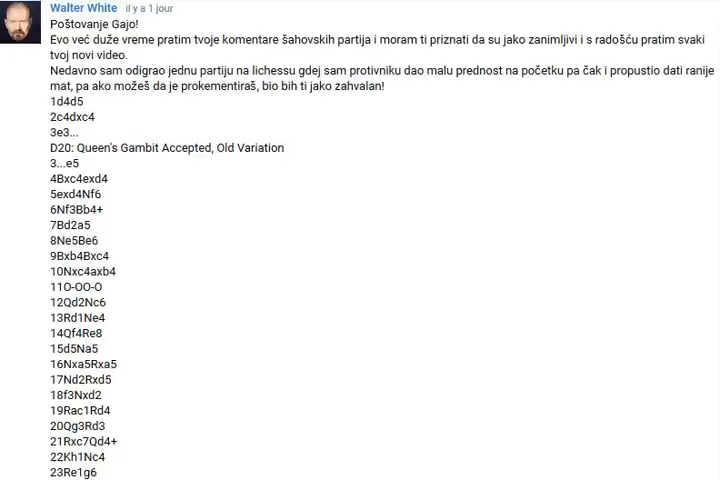 Walter White il y a 1 jour
Poštovanje Gajo!
Evo već duže vreme pratim tvoje komentare šahovskih partija i moram ti priznati da su jako zanimljivi i s radošću pratim svaki
tvoj novi video.
Nedavno sam odigrao jednu partiju na lichessu gdej sam protivniku dao malu prednost na početku pa čak i propustio dati ranije
mat, pa ako možeš da je prokementiraš, bio bih ti jako zahvalan!
1d4d5
2c4dxc4
3e3...
D20: Queen's Gambit Accepted, Old Variation
3...e5
4Bxc4exd4
5exd4Nf6
6Nf3Bb4+
7Bd2a5
8Ne5Be6
9Bxb4Bxc4
10Nxc4axb4
11O-OO-O
12Qd2Nc6
13Rd1Ne4
14Qf4Re8
15d5Na5
16Nxa5Rxa5
17Nd2Rxd5
18f3Nxd2
19Rac1Rd4
20Qg3Rd3
21Rxc7Qd4+
22Kh1Nc4
23Re1g6